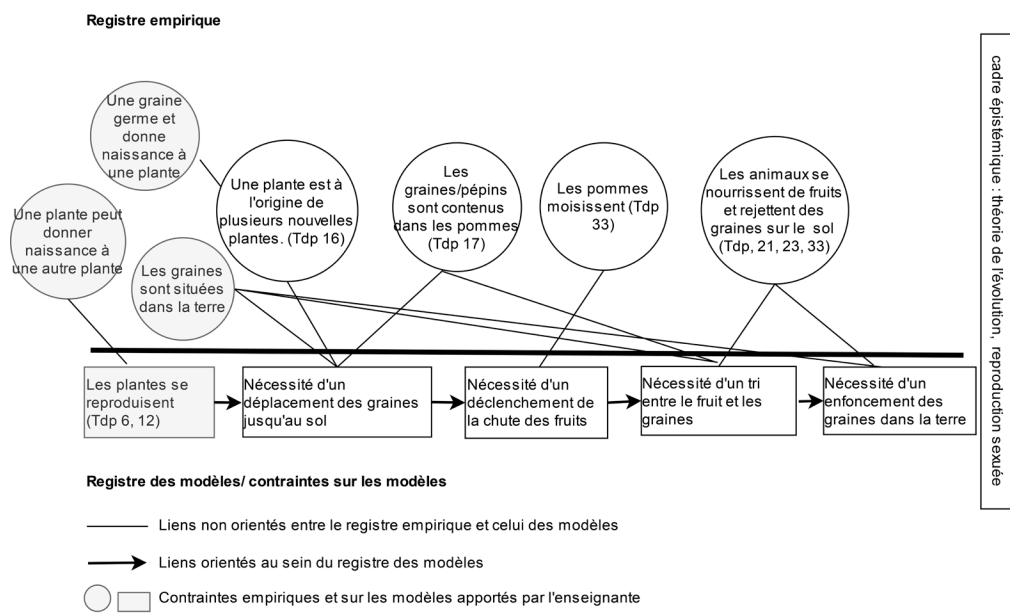 Registre empirique
Une graine
germe et
donne
naissance à
une plante
Une plante peut
donner
naissance à
une autre plante
Les graines
sont situées
dans la terre
Une plante est à
l'origine de
plusieurs nouvelles
plantes. (Tdp 16)
Les
graines/pépins
sont contenus
dans les pommes
(Tdp 17)
Les pommes
moisissent (Tdp
33)
Les animaux se
nourrissent de fruits
et rejettent des
graines sur le sol
(Tdp, 21, 23, 33)
Les plantes se
reproduisent
(Tdp 6, 12)
Nécessité d'un
déplacement des graines
jusqu'au sol
Nécessité d'un
déclenchement de
la chute des fruits
Nécessité d'un tri
entre le fruit et les
graines
Nécessité d'un
enfoncement des
graines dans la terre
cadre épistémique : théorie de l'évolution, reproduction sexuée
Registre des modèles/ contraintes sur les modèles
Liens non orientés entre le registre empirique et celui des modèles
Liens orientés au sein du registre des modèles
Contraintes empiriques et sur les modèles apportés par l'enseignante